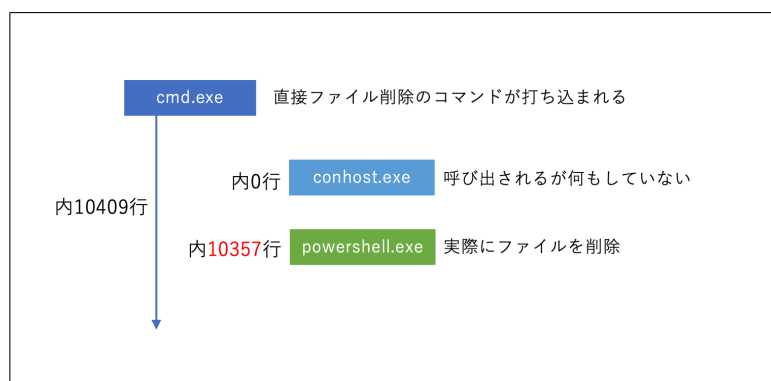 cmd.exe 直接ファイル削除のコマンドが打ち込まれる
内0行 conhost.exe 呼び出されるが何もしていない
内10409行
内10357行 powershell.exe 実際にファイルを削除